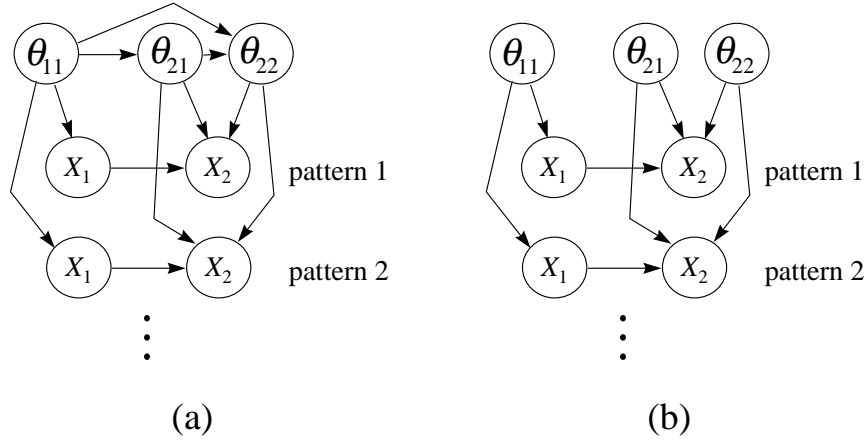 θ11 θ21 θ22 θ11 θ21 θ22
X1 X2 pattern 1 X1 X2 pattern 1
X1 X2 pattern 2 X1 X2 pattern 2
(a) (b)